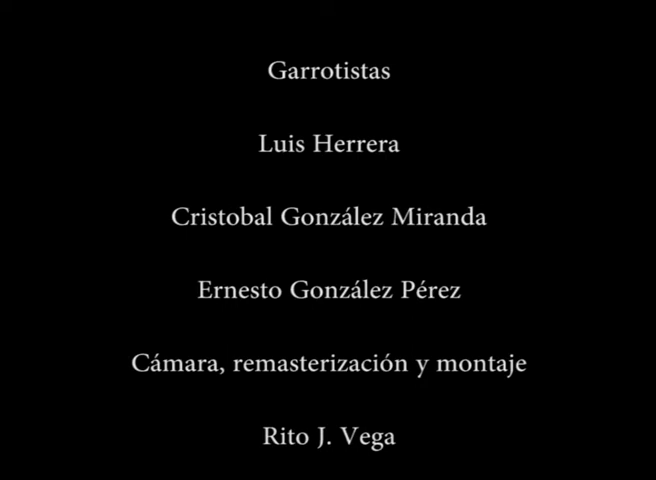 Garrotistas
Luis Herrera
Cristobal González Miranda
Ernesto González Pérez
Cámara, remasterización y montaje
Rito J. Vega